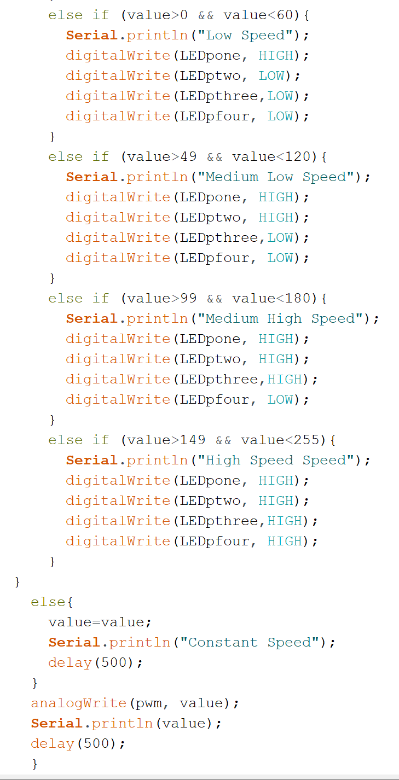 else if (value>0 && value<60){
Serial.println("Low Speed");
digitalWrite(LEDpone, HIGH);
digitalWrite(LEDptwo, LOW);
digitalWrite(LEDpthree,LOW);
digitalWrite(LEDpfour, LOW);
}
else if (value>49 && value<120){
Serial.println("Medium Low Speed");
digitalWrite(LEDpone, HIGH);
digitalWrite(LEDptwo, HIGH);
digitalWrite(LEDpthree,LOW);
digitalWrite(LEDpfour, LOW);
}
else if (value>99 && value<180){
Serial.println("Medium High Speed");
digitalWrite(LEDpone, HIGH);
digitalWrite(LEDptwo, HIGH);
digitalWrite(LEDpthree,HIGH);
digitalWrite(LEDpfour, LOW);
}
else if (value>149 && value<255){
Serial.println("High Speed Speed");
digitalWrite(LEDpone, HIGH);
digitalWrite(LEDptwo, HIGH);
digitalWrite(LEDpthree,HIGH);
digitalWrite(LEDpfour, HIGH);
}
}
else{
value=value;
Serial.println("Constant Speed");
delay(500);
}
analogWrite(pwm, value);
Serial.println(value);
delay(500);
}